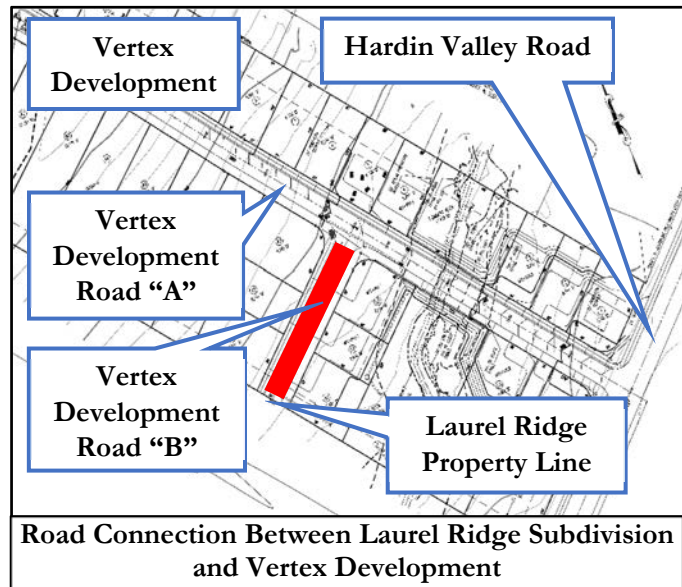 Vertex
Development
Hardin Valley Road
Vertex
Development
Road “A”
Vertex
Development
Road “B”
Laurel Ridge
Property Line
Road Connection Between Laurel Ridge Subdivision
and Vertex Development